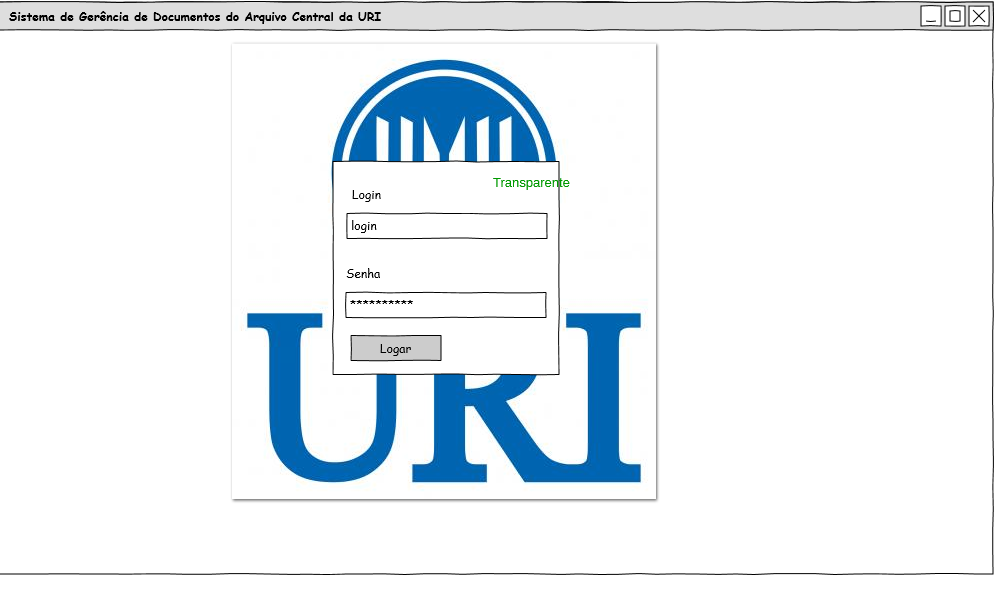 Sistema de Gerência de Documentos do Arquivo Central da URI
Transparente
Login
login
Senha
**********
Logar
URI